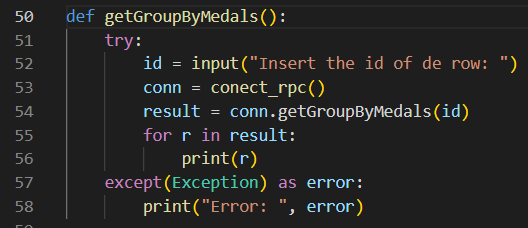 50 def getGroupByMedals():
51     try:
52         id = input("Insert the id of de row: ")
53         conn = conect_rpc()
54         result = conn.getGroupByMedals(id)
55         for r in result:
56             print(r)
57     except(Exception) as error:
58         print("Error: ", error)